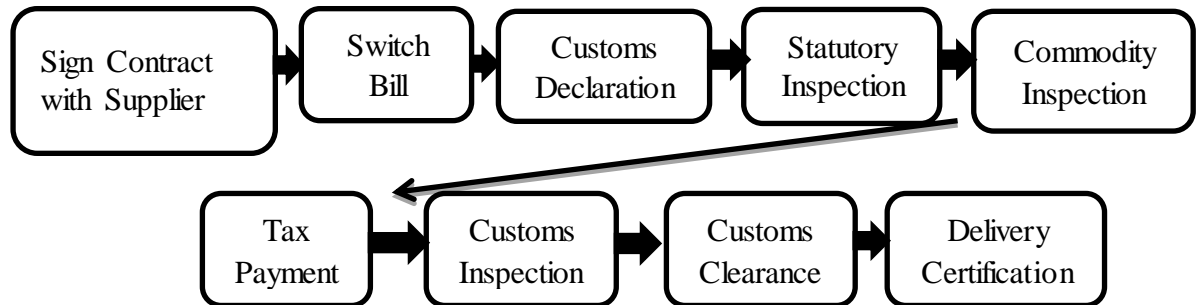 Sign Contract
with Supplier
Switch
Bill
Customs
Declaration
Statutory
Inspection
Commodity
Inspection
Tax
Payment
Customs
Inspection
Customs
Clearance
Delivery
Certification